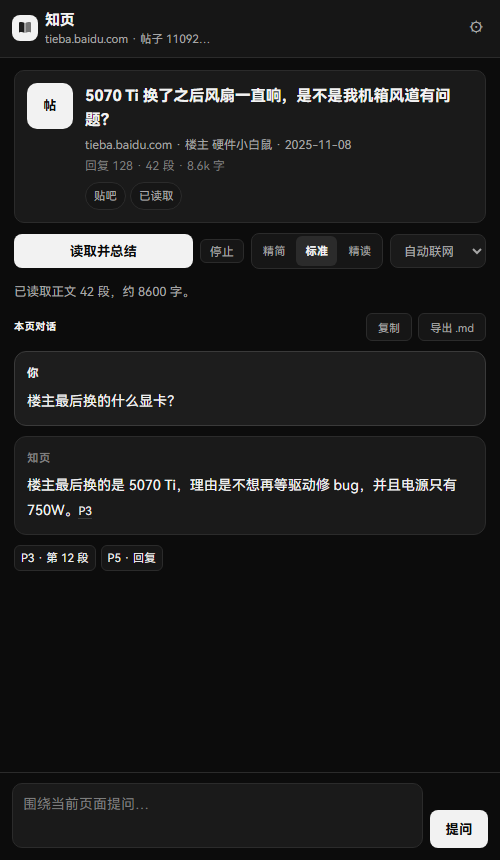 知页
tieba.baidu.com · 帖子 11092…
帖
5070 Ti 换了之后风扇一直响，是不是我机箱风道有问
题？
tieba.baidu.com · 楼主 硬件小白鼠 · 2025-11-08
回复 128 · 42 段 · 8.6k 字
贴吧 已读取
读取并总结 停止 精简 标准 精读 自动联网
已读取正文 42 段，约 8600 字。
本页对话 复制 导出 .md
你
楼主最后换的什么显卡？
知页
楼主最后换的是 5070 Ti，理由是不想再等驱动修 bug，并且电源只有
750W。P3
P3 · 第 12 段 P5 · 回复
围绕当前页面提问…
提问